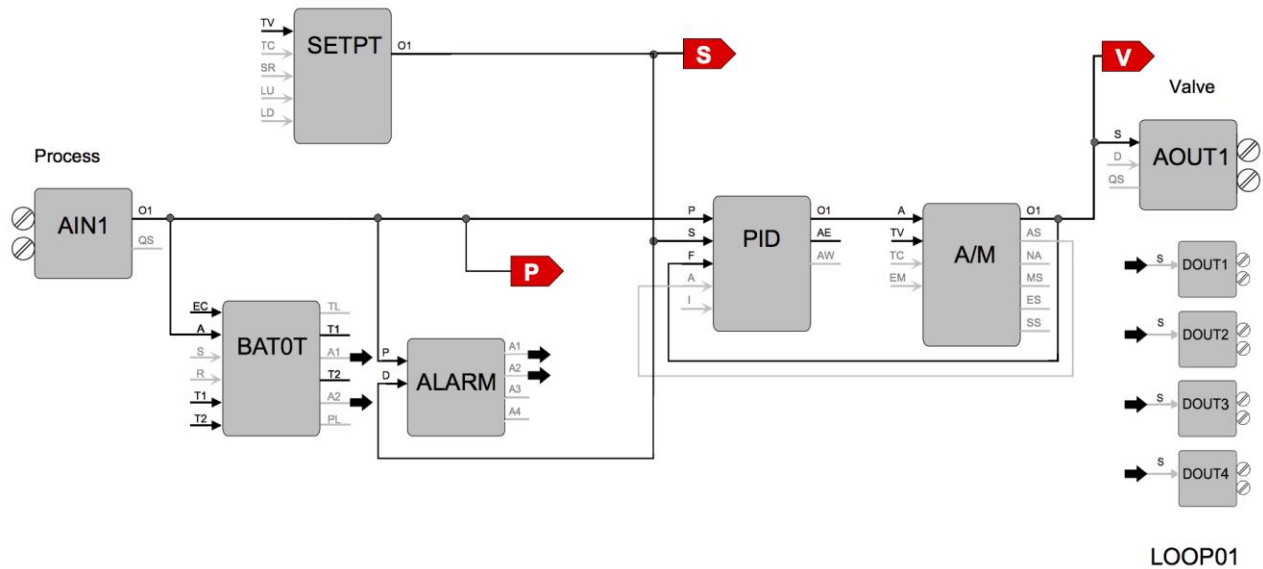 TV
TC
SR
LU
LD
SETPT
O1
S
V
Valve
S
D
QS
AOUT1
Process
AIN1
O1
QS
P
P
S
F
A
I
PID
O1
AE
AW
A
TV
TC
EM
A/M
O1
AS
NA
MS
ES
SS
EC
A
S
R
T1
T2
BAT0T
TL
T1
A1
T2
A2
PL
P
D
ALARM
A1
A2
A3
A4
S
DOUT1
S
DOUT2
S
DOUT3
S
DOUT4
LOOP01